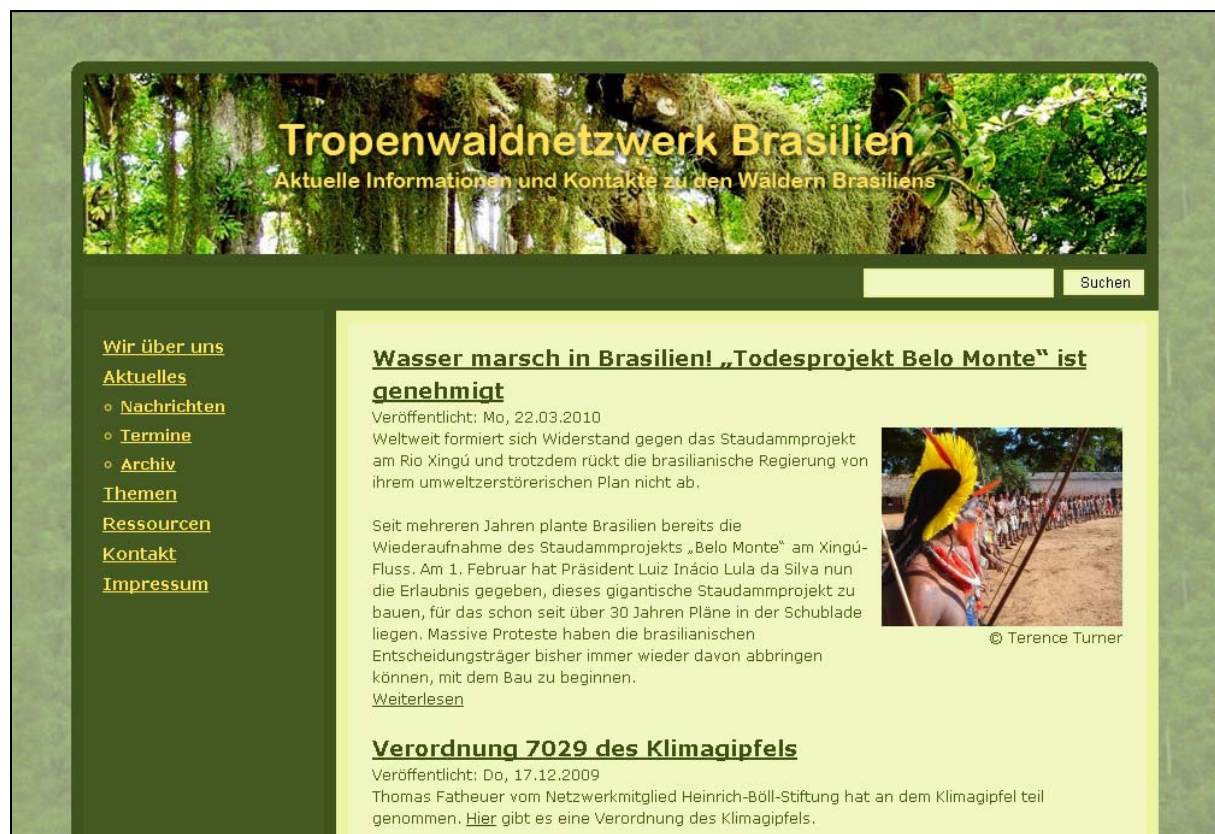 Tropenwaldnetzwerk Brasilien
Aktuelle Informationen und Kontakte zu den Wäldern Brasiliens
Suchen
Wir über uns
Aktuelles
Nachrichten
Termine
Archiv
Themen
Ressourcen
Kontakt
Impressum
Wasser marsch in Brasilien! „Todesprojekt Belo Monte“ ist
genehmigt
Veröffentlicht: Mo, 22.03.2010
Weltweit formiert sich Widerstand gegen das Staudammprojekt
am Rio Xingú und trotzdem rückt die brasilianische Regierung von
ihrem umweltzerstörerischen Plan nicht ab.
Seit mehreren Jahren plante Brasilien bereits die
Wiederaufnahme des Staudammprojekts „Belo Monte“ am Xingú-
Fluss. Am 1. Februar hat Präsident Luiz Inácio Lula da Silva nun
die Erlaubnis gegeben, dieses gigantische Staudammprojekt zu
bauen, für das schon seit über 30 Jahren Pläne in der Schublade
liegen. Massive Proteste haben die brasilianischen
Entscheidungsträger bisher immer wieder davon abbringen
können, mit dem Bau zu beginnen.
Weiterlesen
© Terence Turner
Verordnung 7029 des Klimagipfels
Veröffentlicht: Do, 17.12.2009
Thomas Fatheuer vom Netzwerkmitglied Heinrich-Böll-Stiftung hat an dem Klimagipfel teil
genommen. Hier gibt es eine Verordnung des Klimagipfels.